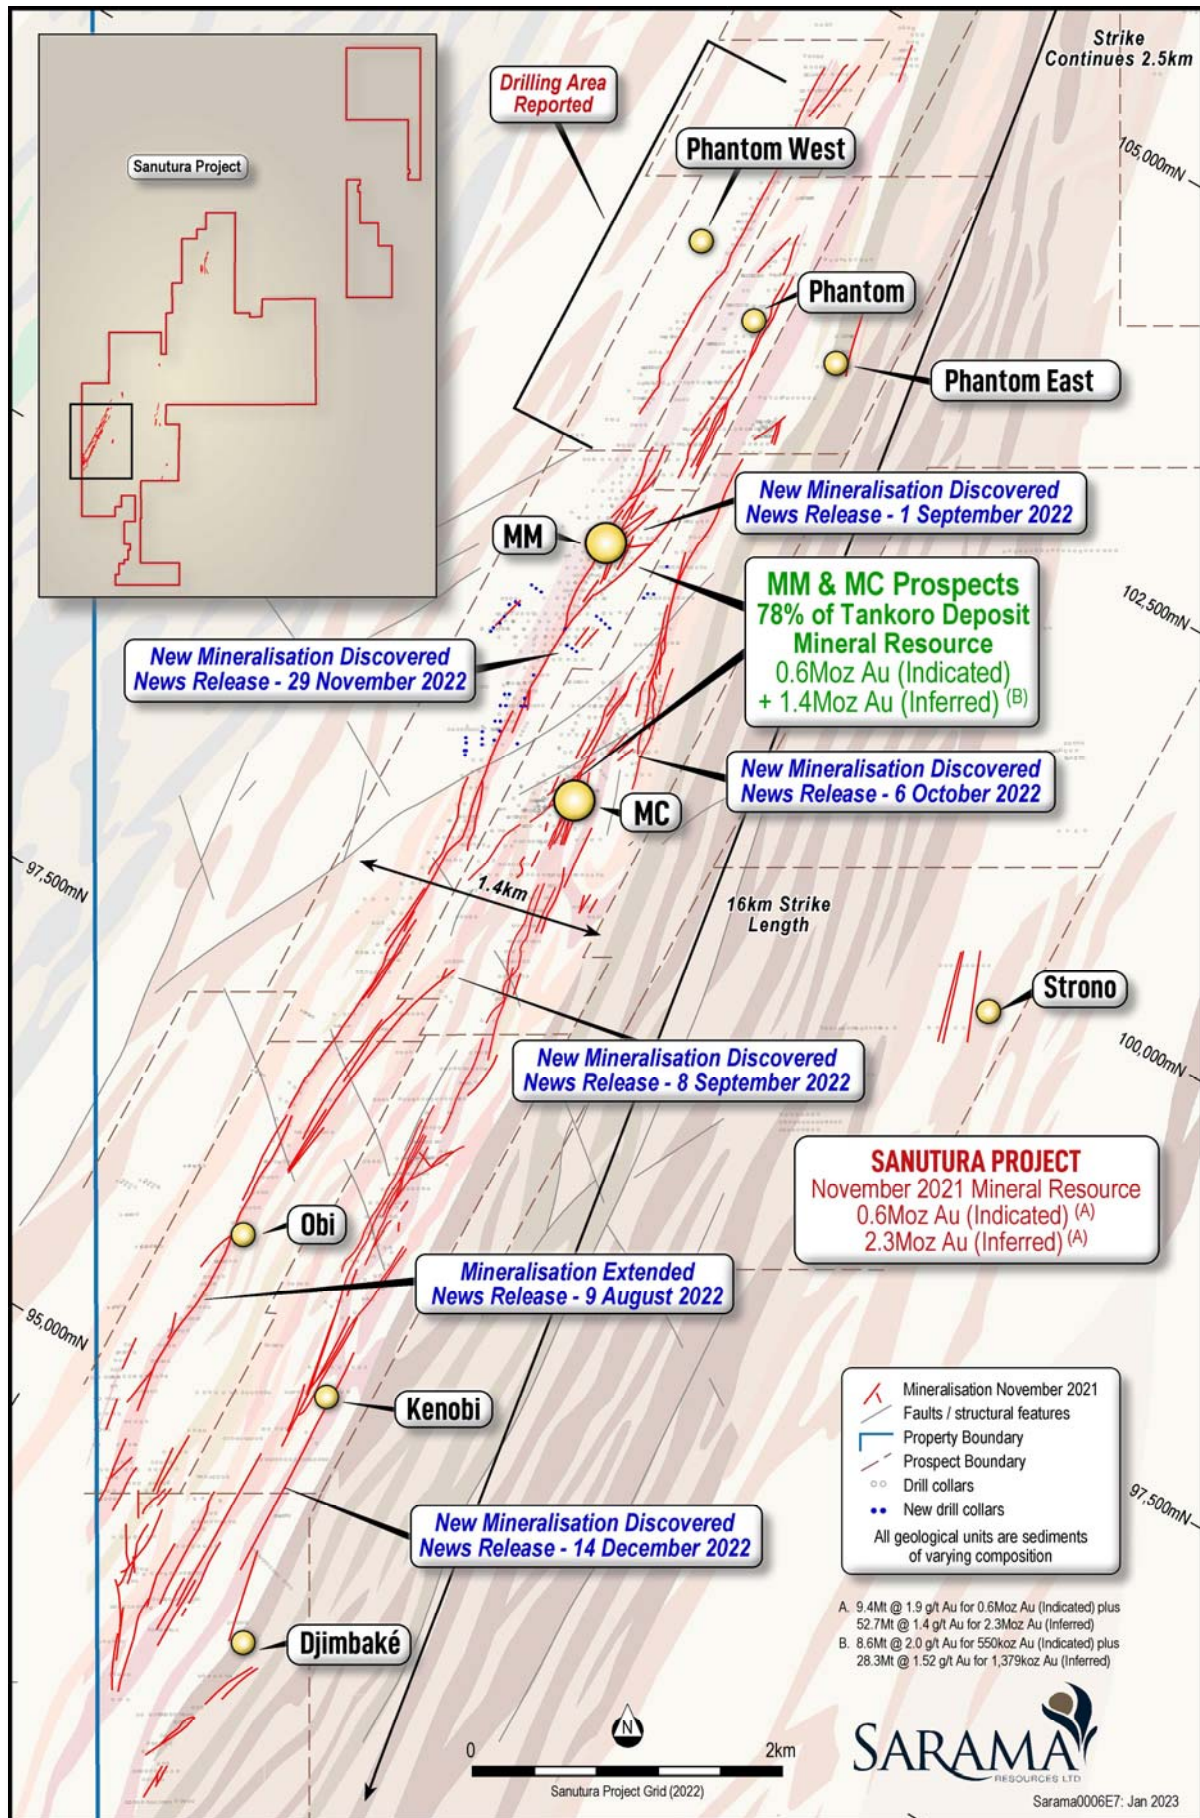 Strike
Continues 2.5km
Drilling Area
Reported
Phantom West
105,000mN
Sanutura Project
Phantom
Phantom East
New Mineralisation Discovered
News Release - 1 September 2022
MM
MM & MC Prospects
78% of Tankoro Deposit
Mineral Resource
0.6Moz Au (Indicated)
+ 1.4Moz Au (Inferred) (B)
102,500mN
New Mineralisation Discovered
News Release - 29 November 2022
New Mineralisation Discovered
News Release - 6 October 2022
MC
97,500mN
1.4km
16km Strike
Length
Strono
New Mineralisation Discovered
News Release - 8 September 2022
100,000mN
SANUTURA PROJECT
November 2021 Mineral Resource
0.6Moz Au (Indicated) (A)
2.3Moz Au (Inferred) (A)
Obi
Mineralisation Extended
News Release - 9 August 2022
95,000mN
Kenobi
Mineralisation November 2021
Faults / structural features
Property Boundary
Prospect Boundary
Drill collars
New drill collars
All geological units are sediments
of varying composition
97,500mN
New Mineralisation Discovered
News Release - 14 December 2022
A. 9.4Mt @ 1.9 g/t Au for 0.6Moz Au (Indicated) plus
52.7Mt @ 1.4 g/t Au for 2.3Moz Au (Inferred)
B. 8.6Mt @ 2.0 g/t Au for 550koz Au (Indicated) plus
28.3Mt @ 1.52 g/t Au for 1,379koz Au (Inferred)
Djimbaké
N
0 2km
Sanutura Project Grid (2022)
SARAMA
RESOURCES LTD
Sarama0006E7: Jan 2023